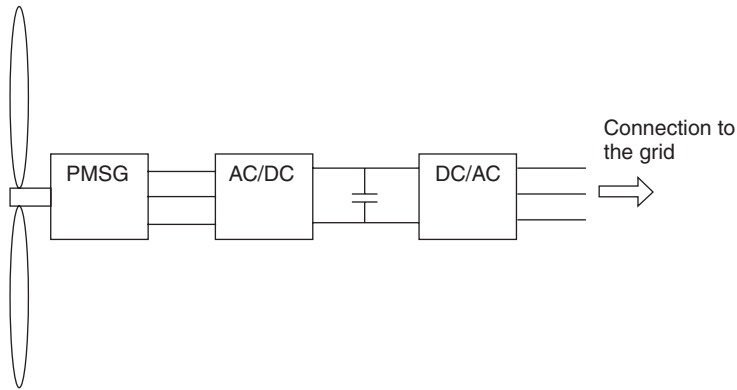 PMSG
AC/DC
DC/AC
Connection to
the grid